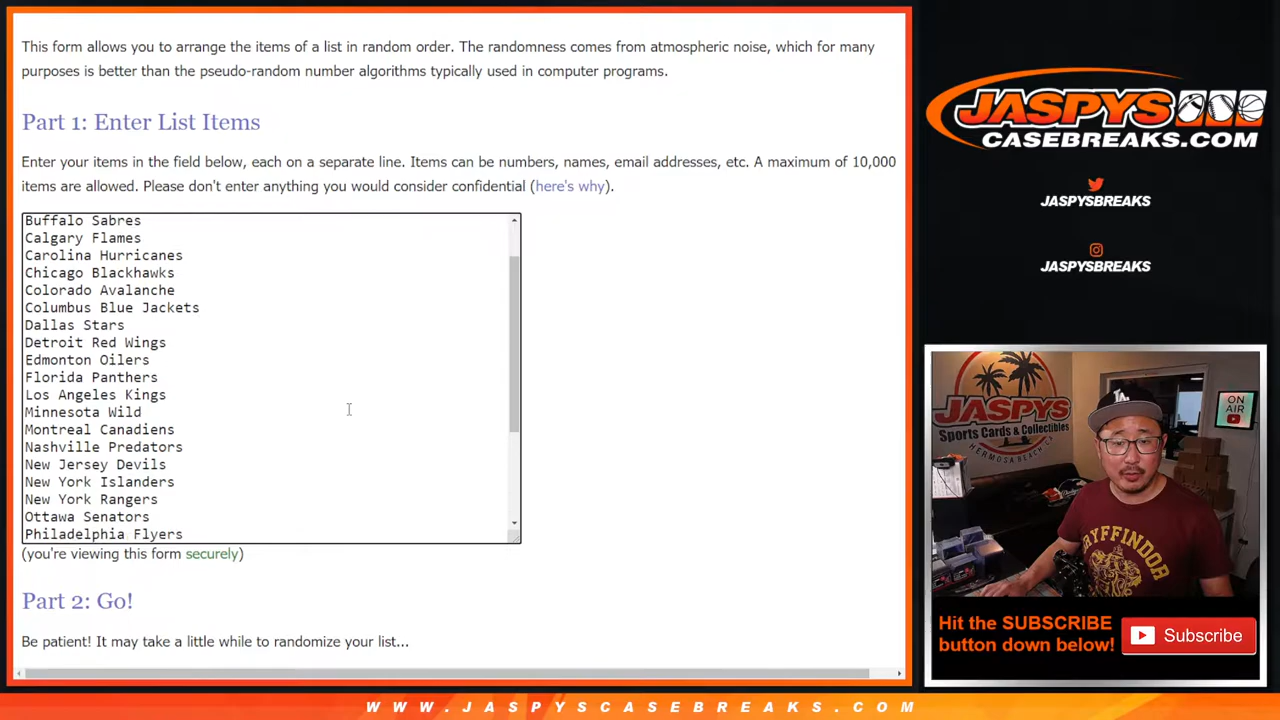 This form allows you to arrange the items of a list in random order. The randomness comes from atmospheric noise, which for many
purposes is better than the pseudo-random number algorithms typically used in computer programs.
Part 1: Enter List Items
Enter your items in the field below, each on a separate line. Items can be numbers, names, email addresses, etc. A maximum of 10,000
items are allowed. Please don't enter anything you would consider confidential (here's why).
Buffalo Sabres
Calgary Flames
Carolina Hurricanes
Chicago Blackhawks
Colorado Avalanche
Columbus Blue Jackets
Dallas Stars
Detroit Red Wings
Edmonton Oilers
Florida Panthers
Los Angeles Kings
Minnesota Wild
Montreal Canadiens
Nashville Predators
New Jersey Devils
New York Islanders
New York Rangers
Ottawa Senators
Philadelphia Flyers
(you're viewing this form securely)
Part 2: Go!
Be patient! It may take a little while to randomize your list...
JASPYS
CASEBREAKS.COM
JASPYSBREAKS
JASPYSBREAKS
JASPYS
Sports Cards & Collectibles
HERMOSA BEACH, CA
ON
AIR
LA
GRYFFINDOR
Hit the SUBSCRIBE
button down below!
Subscribe
WWW.JASPYSCASEBREAKS.COM